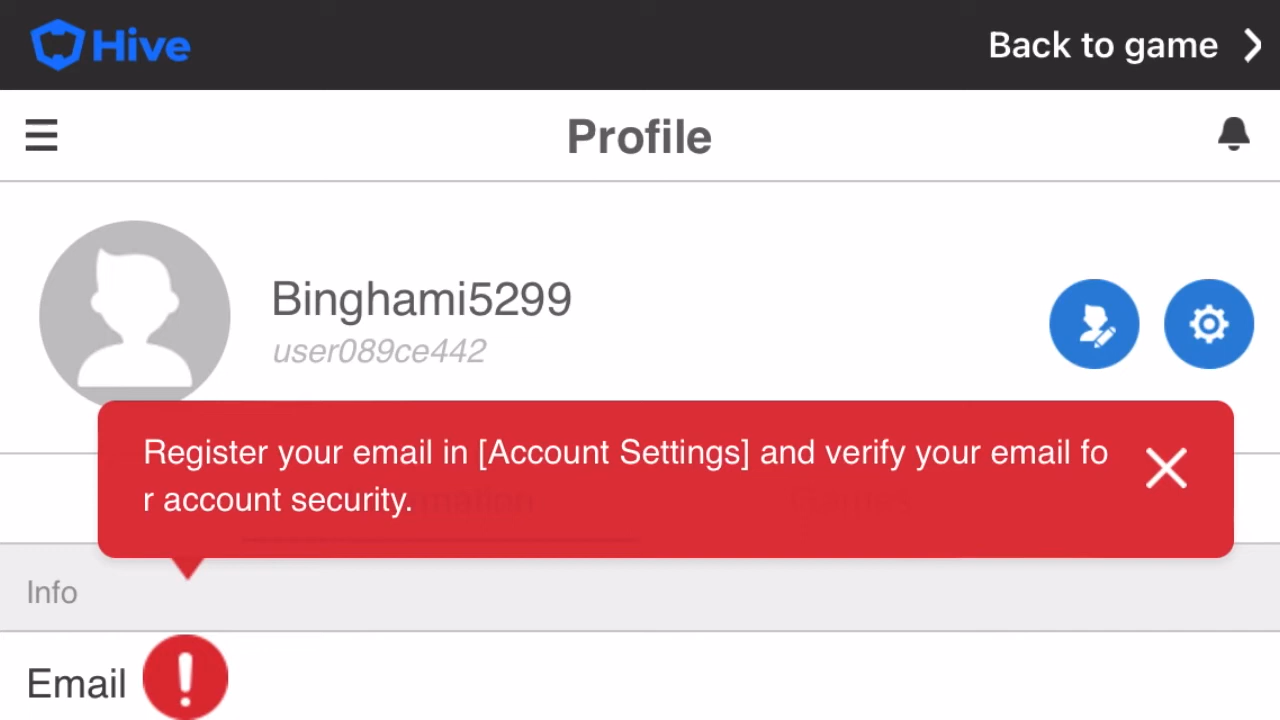 Hive
Back to game
Profile
Binghami5299
user089ce442
Register your email in [Account Settings] and verify your email fo
r account security.
Info
Email